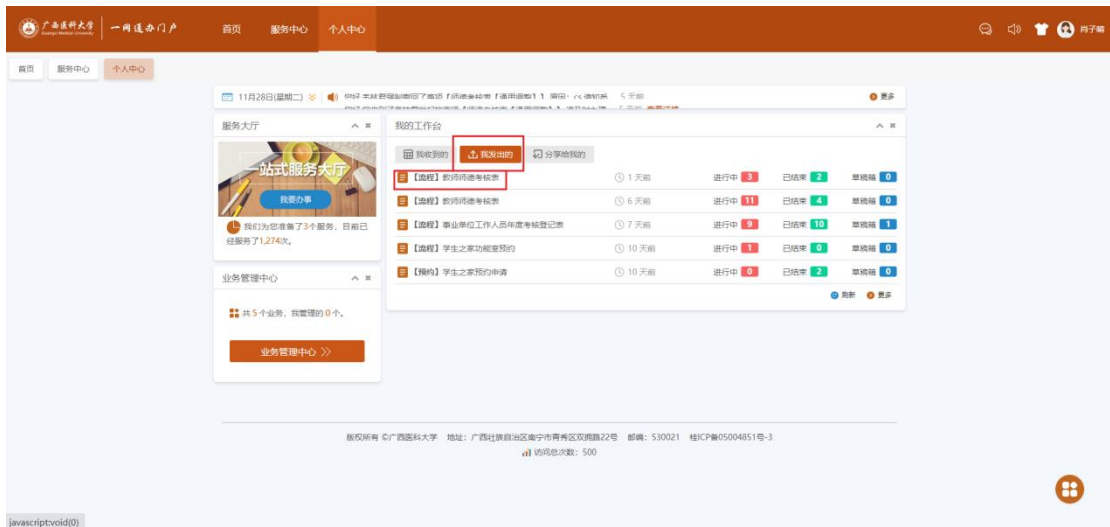 广西医科大学
Guangxi Medical University
一网通办门户
首页
服务中心
个人中心
肖子晴
首页
服务中心
个人中心
11月28日(星期二)
5 天前
更多
服务大厅
一站式服务大厅
我要办事
我们为您准备了3个服务，目前已
经服务了1,274次。
业务管理中心
共 5 个业务，我管理的 0 个。
业务管理中心
我的工作台
我收到的
我发出的
分享给我的
【流程】教师师德考核表 1 天前 进行中 3 已结束 2 草稿箱 0
【流程】教师师德考核表 6 天前 进行中 11 已结束 4 草稿箱 0
【流程】事业单位工作人员年度考核登记表 7 天前 进行中 9 已结束 10 草稿箱 1
【流程】学生之家功能室预约 10 天前 进行中 1 已结束 0 草稿箱 0
【预约】学生之家预约申请 10 天前 进行中 0 已结束 2 草稿箱 0
刷新 更多
版权所有 ©广西医科大学 地址：广西壮族自治区南宁市青秀区双拥路22号 邮编：530021 桂ICP备05004851号-3
访问总次数：500
javascript:void(0)